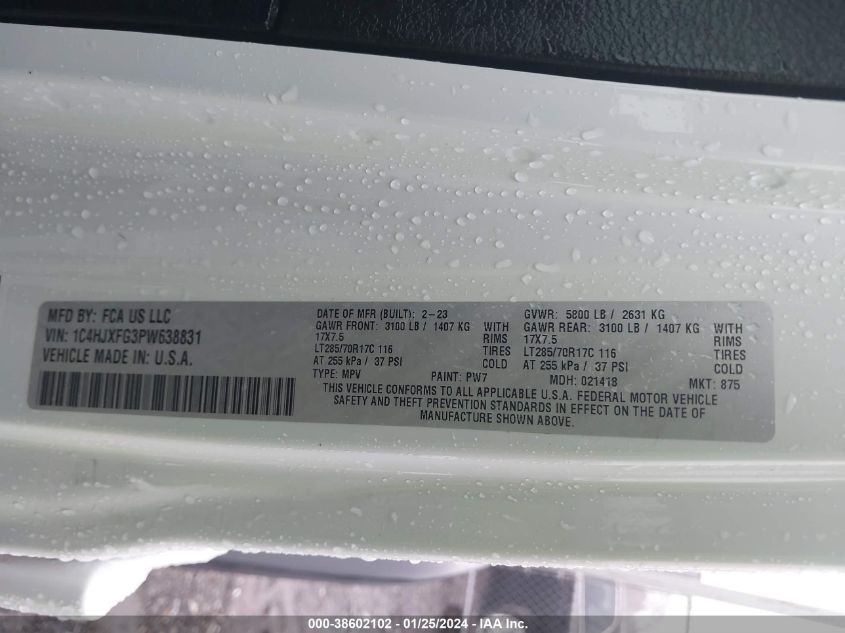 MFD BY: FCA US LLC
VIN: 1C4HJXFG3PW638831
VEHICLE MADE IN: U.S.A.
DATE OF MFR (BUILT): 2-23
GAWR FRONT: 3100 LB / 1407 KG WITH
17X7.5 RIMS
LT285/70R17C 116 TIRES
AT 255 kPa / 37 PSI COLD
TYPE: MPV PAINT: PW7
GVWR: 5800 LB / 2631 KG
GAWR REAR: 3100 LB / 1407 KG WITH
17X7.5 RIMS
LT285/70R17C 116 TIRES
AT 255 kPa / 37 PSI COLD
MDH: 021418 MKT: 875
THIS VEHICLE CONFORMS TO ALL APPLICABLE U.S.A. FEDERAL MOTOR VEHICLE
SAFETY AND THEFT PREVENTION STANDARDS IN EFFECT ON THE DATE OF
MANUFACTURE SHOWN ABOVE.
000-38602102 - 01/25/2024 - IAA Inc.